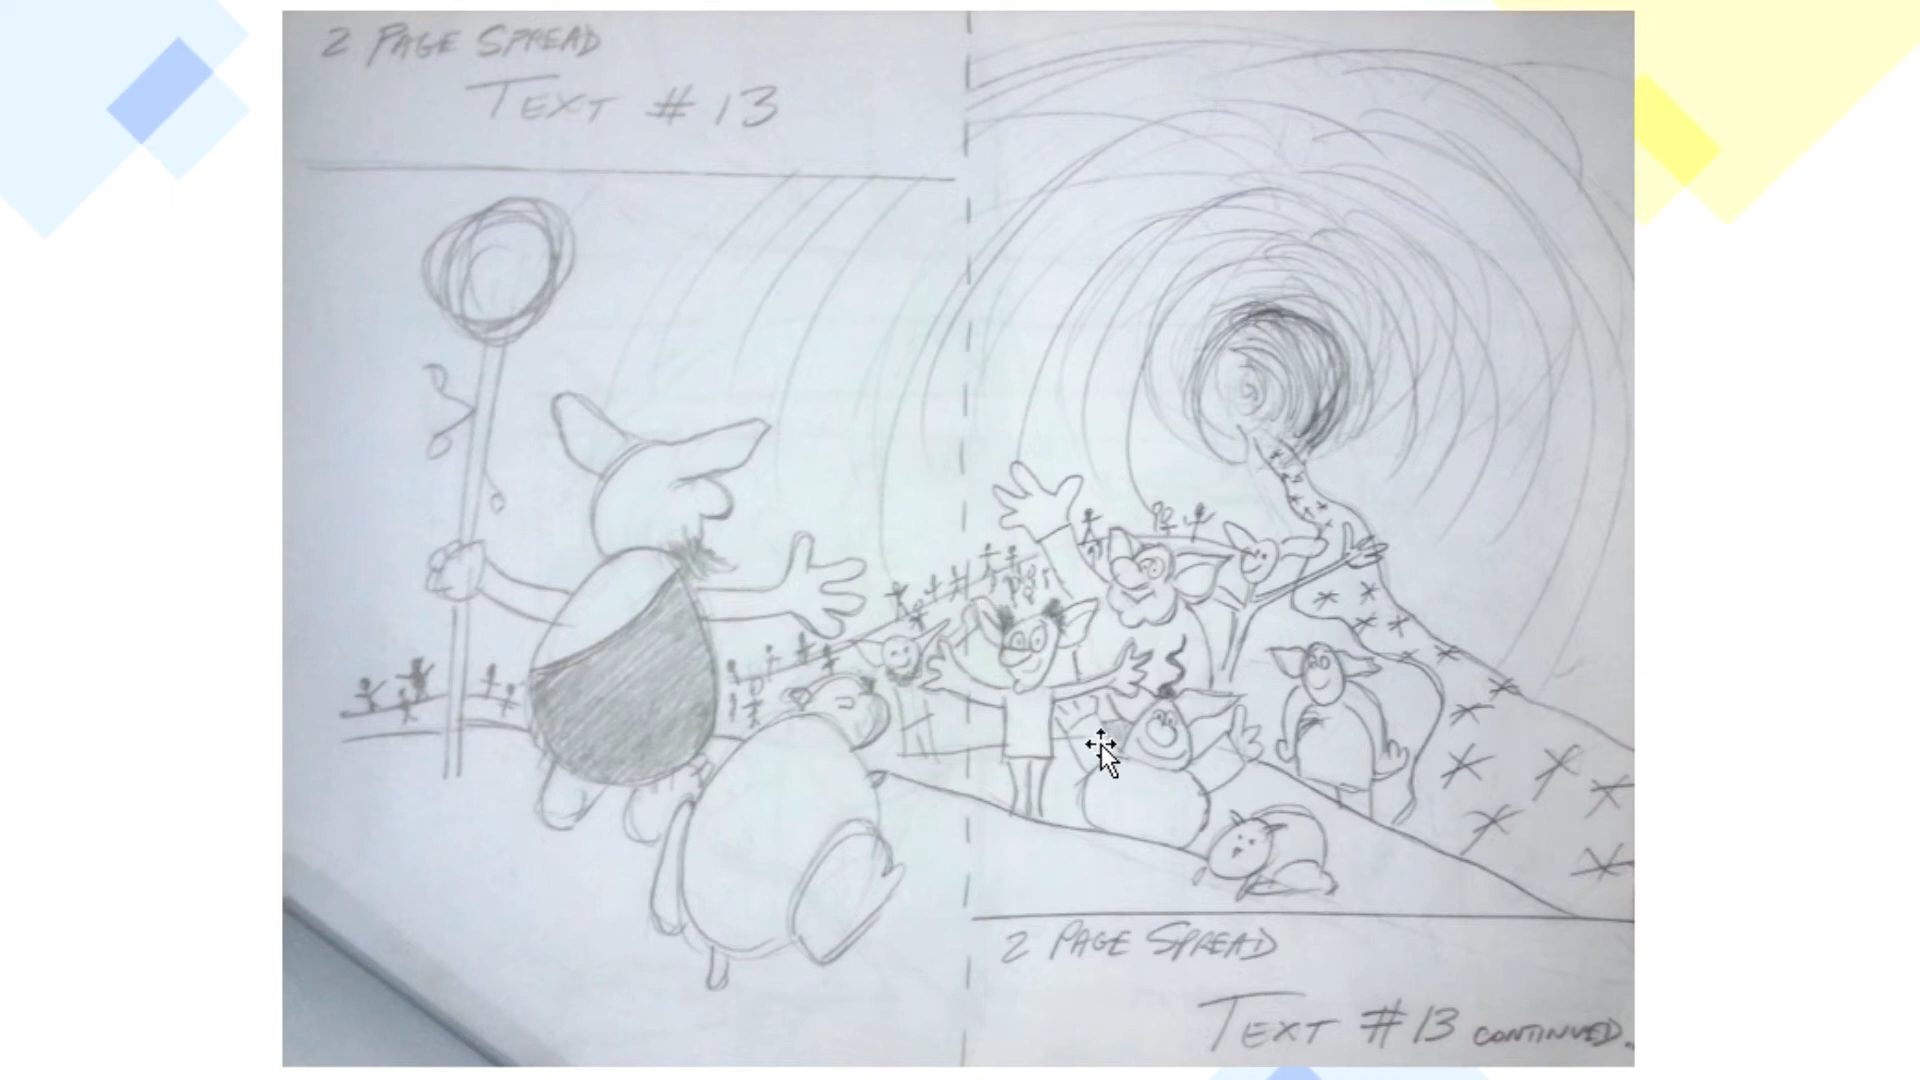 2 PAGE SPREAD
TEXT # 13
2 PAGE SPREAD
TEXT # 13 CONTINUED.